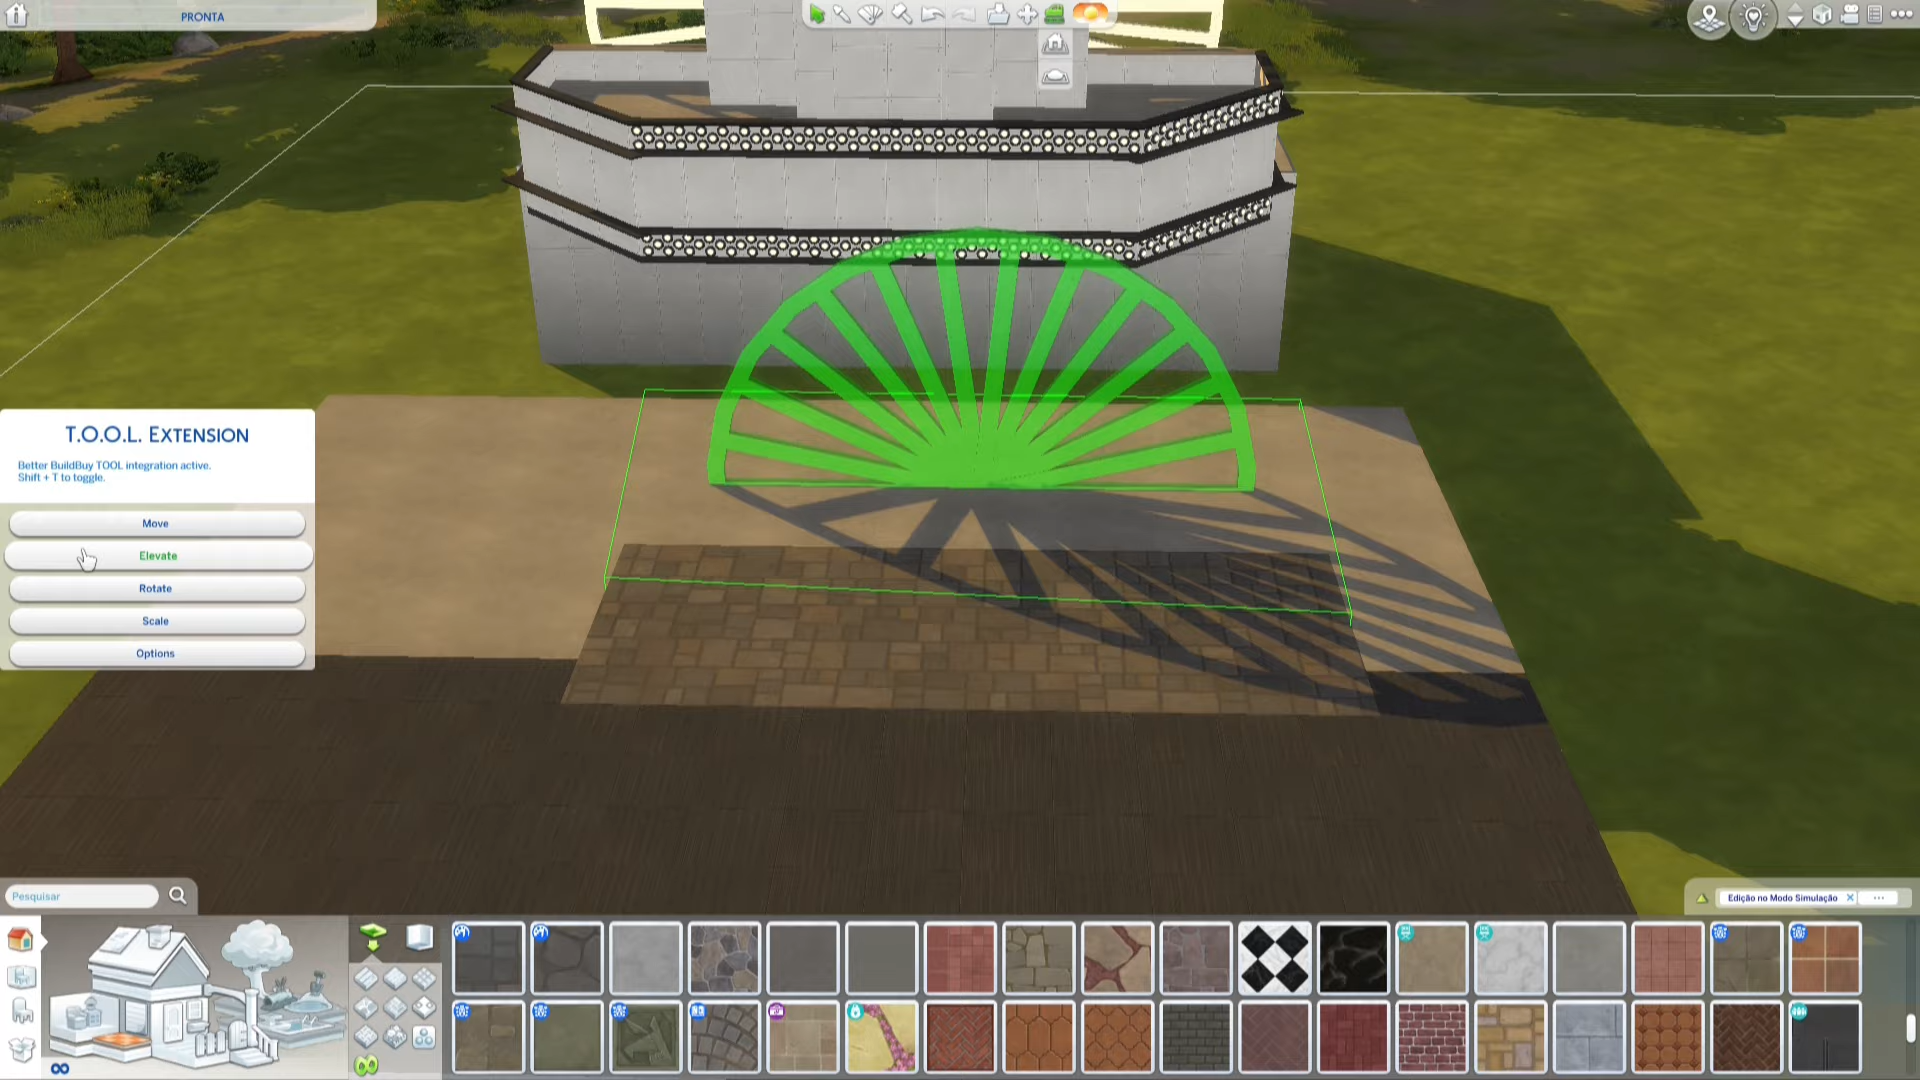 PRONTA
T.O.O.L. EXTENSION
Better BuildBuy TOOL integration active.
Shift + T to toggle.
Move
Elevate
Rotate
Scale
Options
Pesquisar
Edição no Modo Simulação